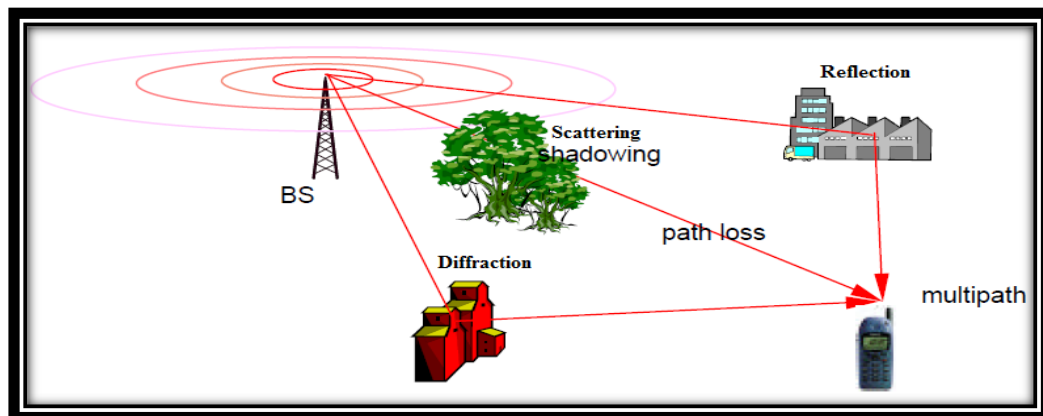 Reflection
Scattering
shadowing
BS
path loss
Diffraction
multipath